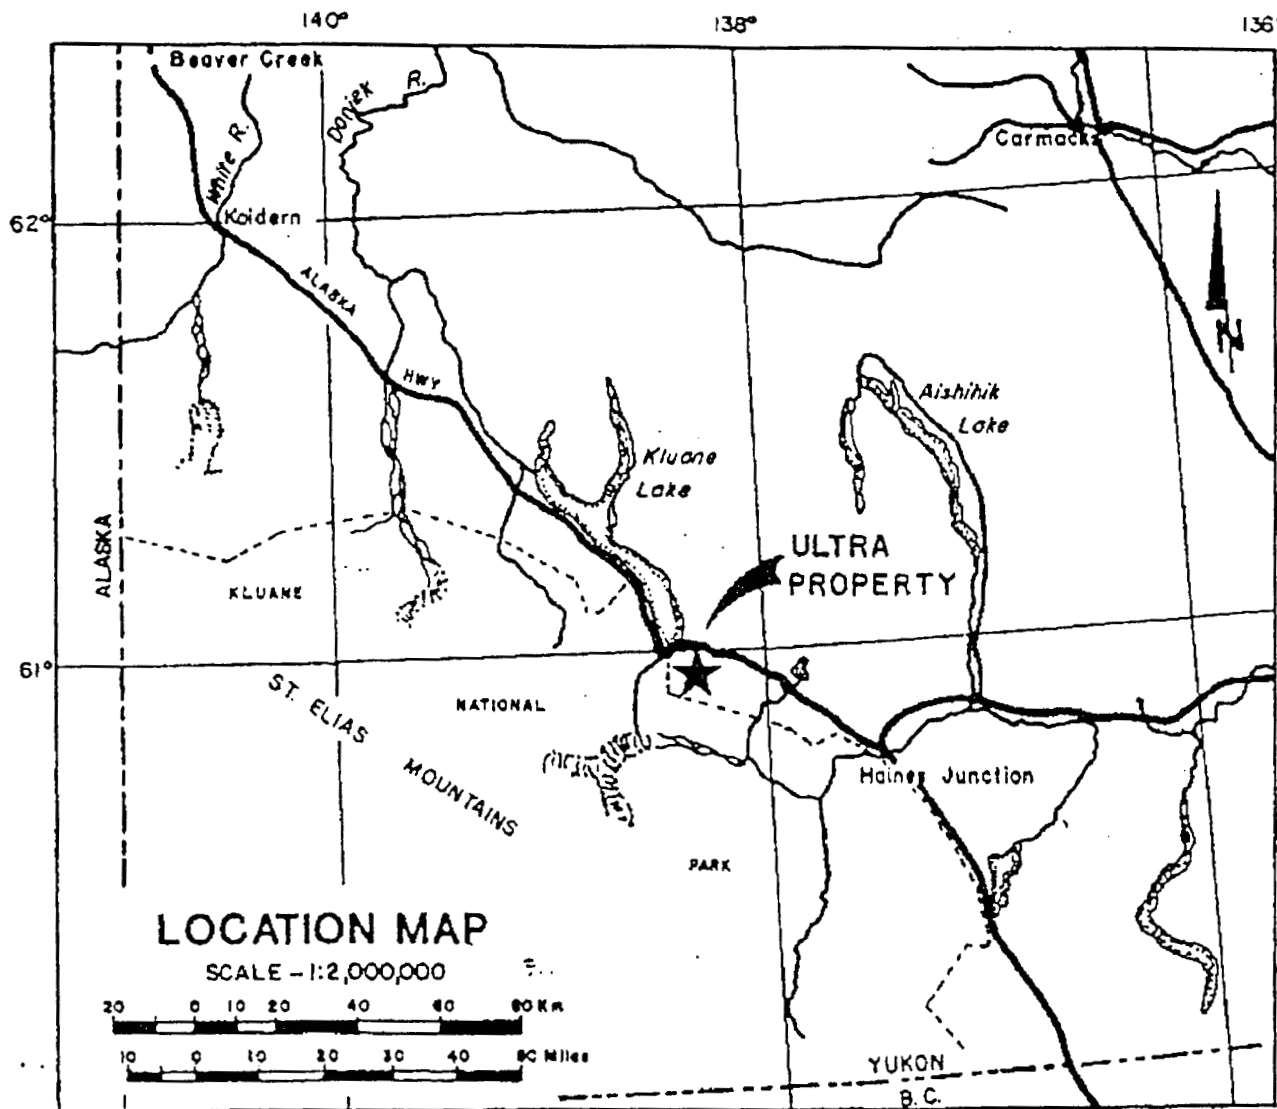 140° 138° 136°
Beaver Creek
Donjek R.
White R.
Carmacks
62°
Koidern
ALASKA
HWY
N
Aishihik
Lake
Kluane
Lake
ALASKA
ULTRA
PROPERTY
KLUANE
61°
ST. ELIAS
MOUNTAINS
NATIONAL
Haines Junction
PARK
LOCATION MAP
SCALE - 1:2,000,000
20 0 10 20 40 60 80 Km
10 0 10 20 30 40 50 Miles
YUKON
B.C.